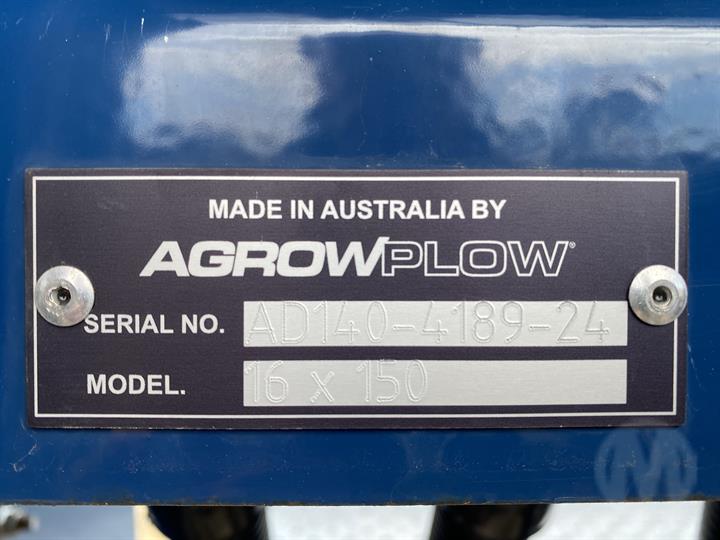 MADE IN AUSTRALIA BY
AGROWPLOW®
SERIAL NO. AD140-4189-24
MODEL. 16 x 150
M